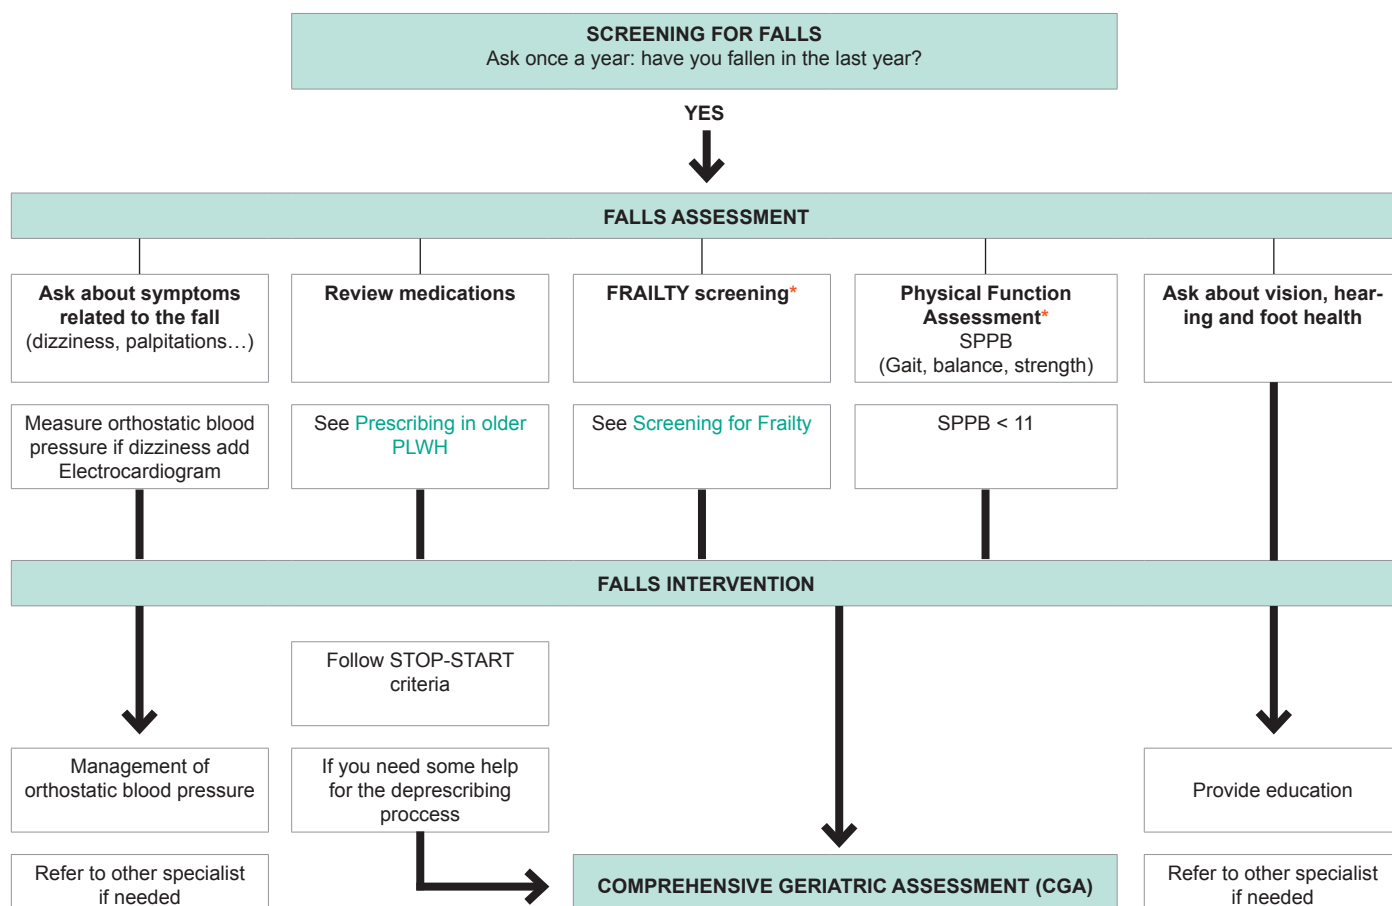 SCREENING FOR FALLS
Ask once a year: have you fallen in the last year?
YES
FALLS ASSESSMENT
Ask about symptoms
related to the fall
(dizziness, palpitations…)
Review medications
FRAILTY screening*
Physical Function
Assessment*
SPPB
(Gait, balance, strength)
Ask about vision, hear-
ing and foot health
Measure orthostatic blood
pressure if dizziness add
Electrocardiogram
See Prescribing in older
PLWH
See Screening for Frailty
SPPB < 11
FALLS INTERVENTION
Follow STOP-START
criteria
Management of
orthostatic blood pressure
If you need some help
for the deprescribing
proccess
Provide education
Refer to other specialist
if needed
COMPREHENSIVE GERIATRIC ASSESSMENT (CGA)
Refer to other specialist
if needed